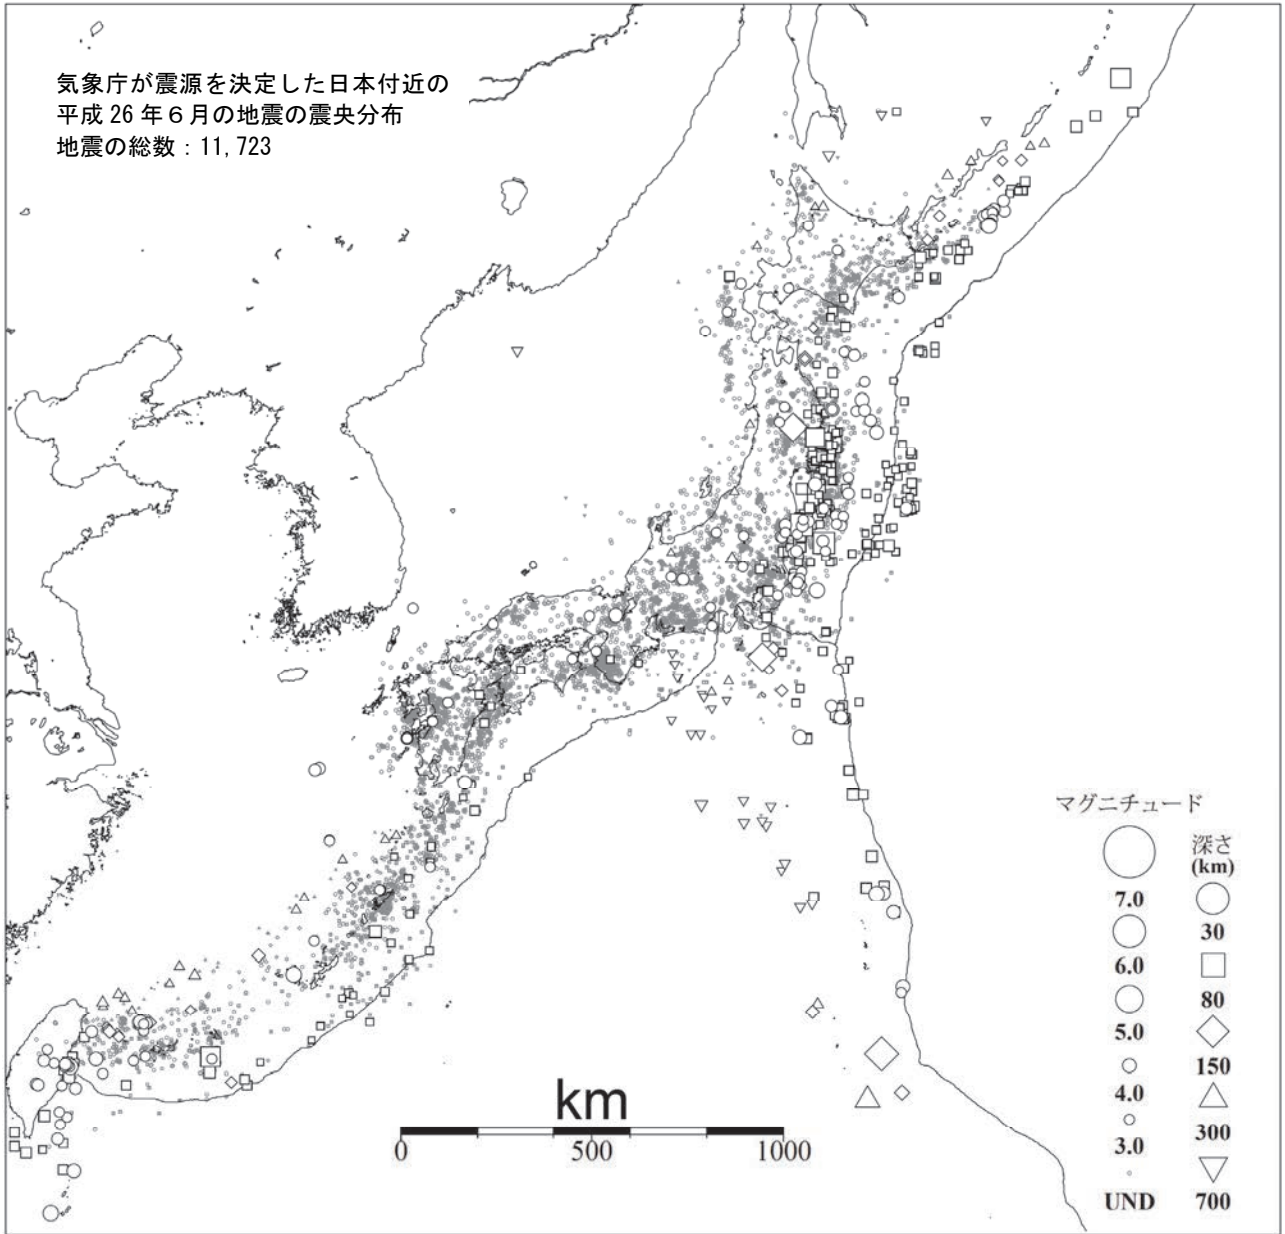 気象庁が震源を決定した日本付近の
平成26年6月の地震の震央分布
地震の総数：11,723
マグニチュード
深さ
(km)
7.0
30
6.0
80
5.0
150
4.0
300
3.0
UND 700
km
0 500 1000